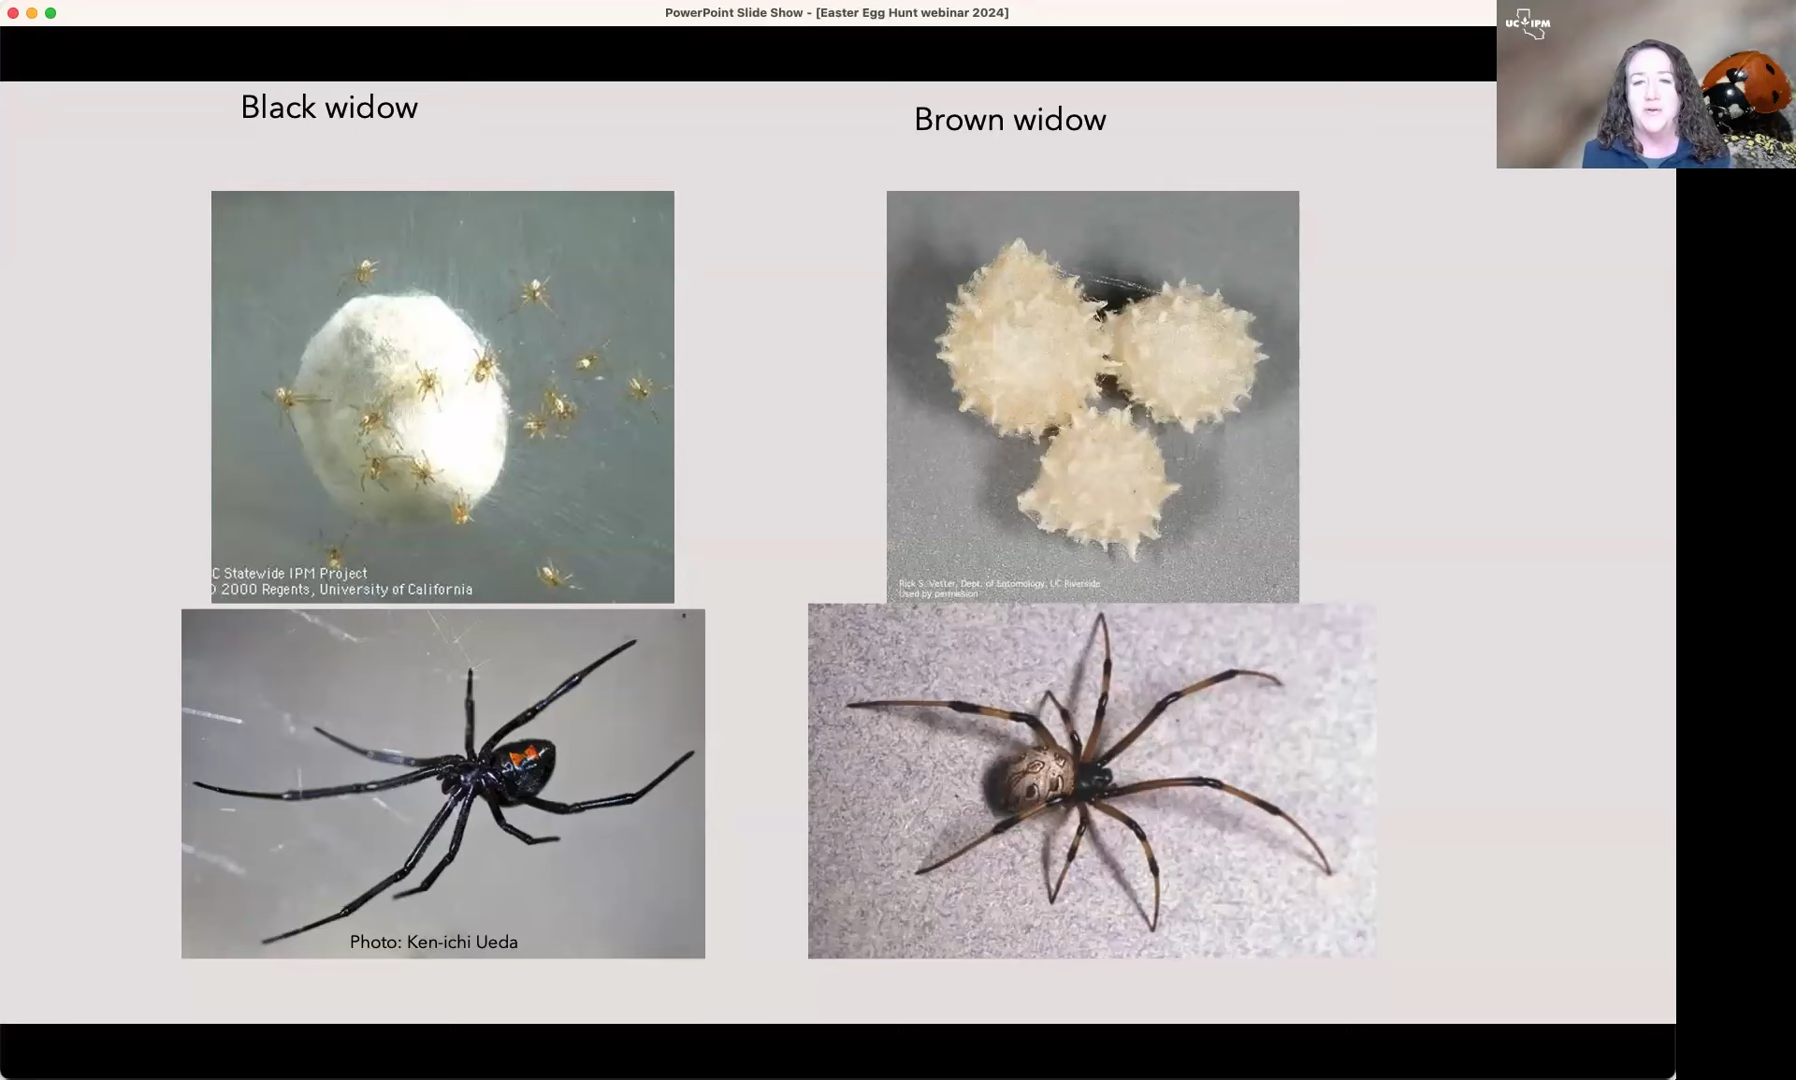 PowerPoint Slide Show - [Easter Egg Hunt webinar 2024]
UC IPM
Black widow
Brown widow
C Statewide IPM Project
2000 Regents, University of California
Rick S. Vetter, Dept. of Entomology, UC Riverside
Used by permission
Photo: Ken-ichi Ueda